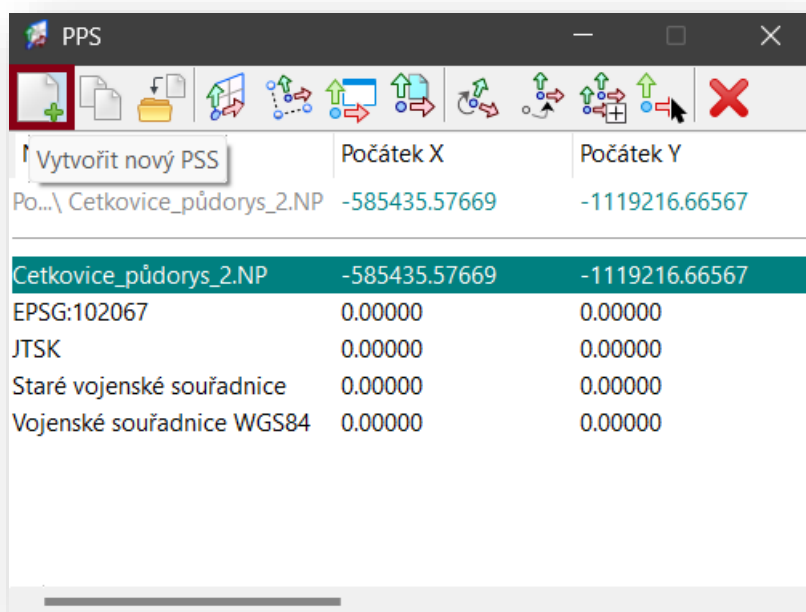 PPS
Vytvořit nový PSS
Počátek X
Počátek Y
Po...\ Cetkovice_půdorys_2.NP -585435.57669 -1119216.66567
Cetkovice_půdorys_2.NP -585435.57669 -1119216.66567
EPSG:102067 0.00000 0.00000
JTSK 0.00000 0.00000
Staré vojenské souřadnice 0.00000 0.00000
Vojenské souřadnice WGS84 0.00000 0.00000